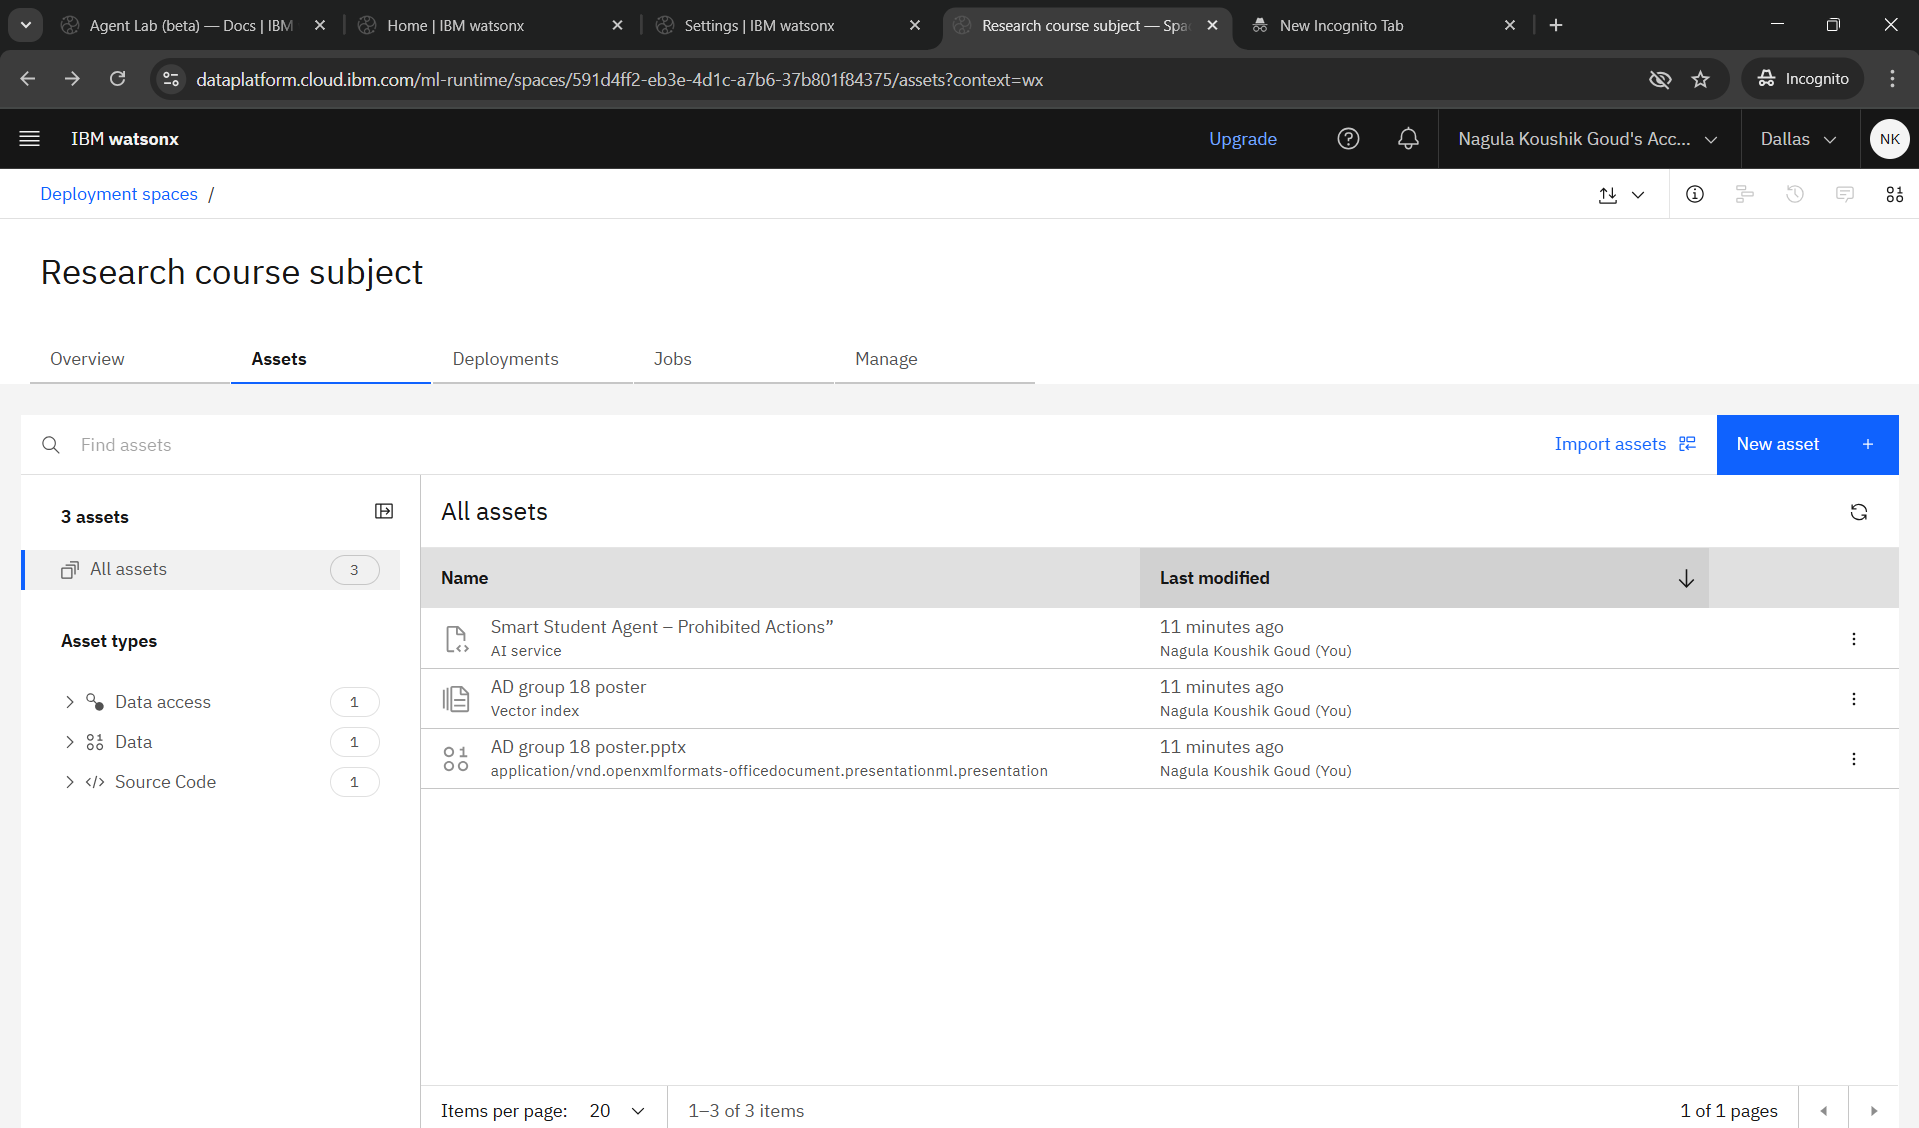 Agent Lab (beta) — Docs | IBM
Home | IBM watsonx
Settings | IBM watsonx
Research course subject — Spa
New Incognito Tab
dataplatform.cloud.ibm.com/ml-runtime/spaces/591d4ff2-eb3e-4d1c-a7b6-37b801f84375/assets?context=wx
Incognito
IBM watsonx
Upgrade
Nagula Koushik Goud's Acc...
Dallas
NK
Deployment spaces /
Research course subject
Overview
Assets
Deployments
Jobs
Manage
Find assets
Import assets
New asset +
3 assets
All assets
All assets 3
Name
Last modified
Asset types
Smart Student Agent – Prohibited Actions”
11 minutes ago
AI service
Nagula Koushik Goud (You)
Data access 1
AD group 18 poster
11 minutes ago
Vector index
Nagula Koushik Goud (You)
Data 1
AD group 18 poster.pptx
11 minutes ago
application/vnd.openxmlformats-officedocument.presentationml.presentation
Nagula Koushik Goud (You)
Source Code 1
Items per page: 20
1–3 of 3 items
1 of 1 pages